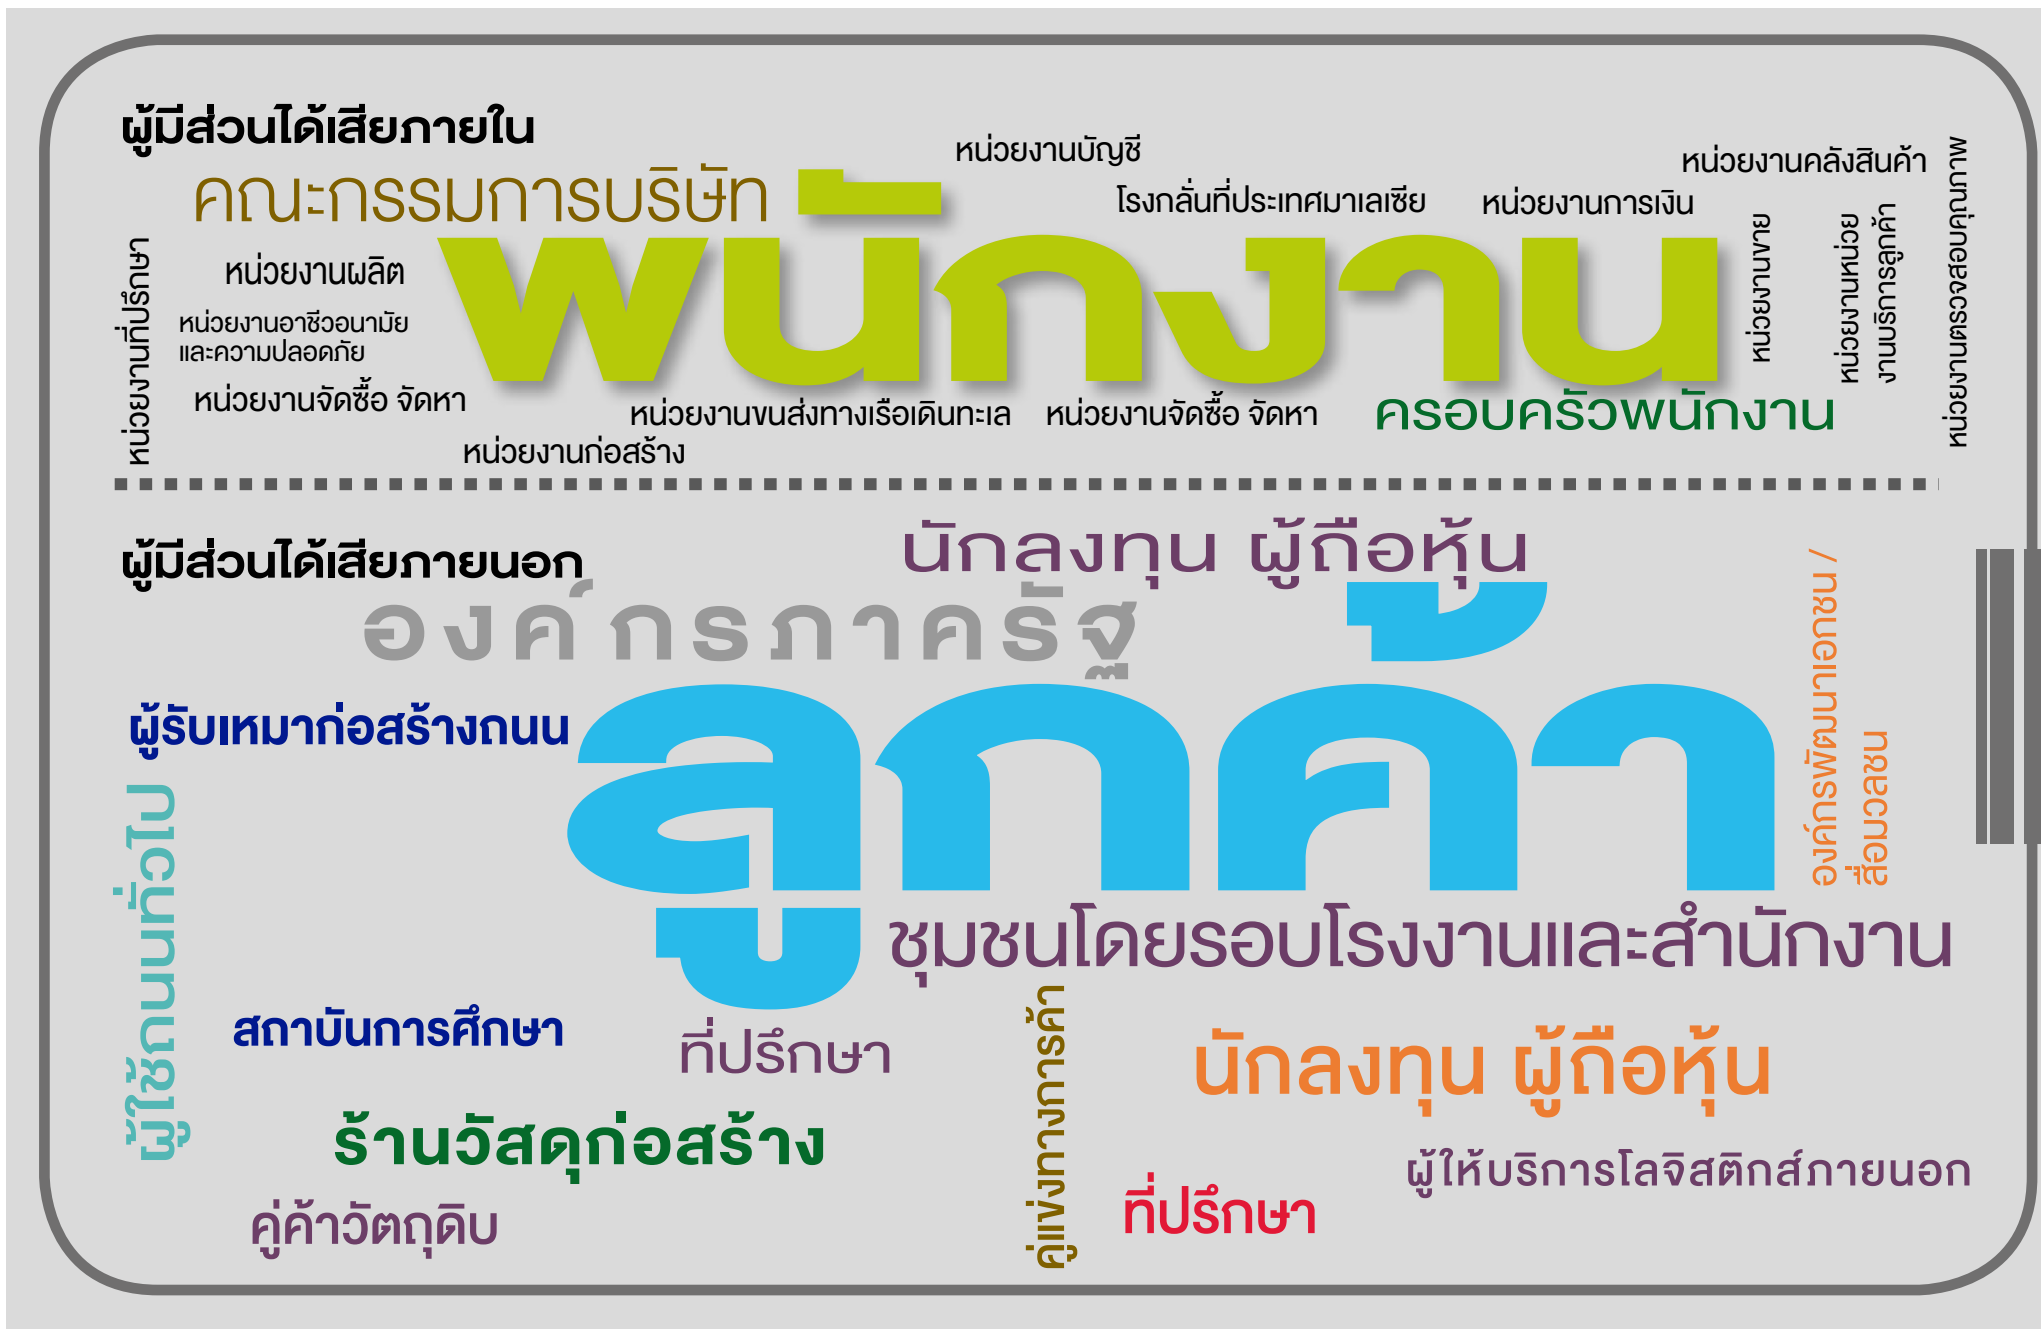 ผู้มีส่วนได้เสียภายใน
คณะกรรมการบริษัท
หน่วยงานบัญชี
หน่วยงานคลังสินค้า
โรงกลั่นที่ประเทศมาเลเซีย
หน่วยงานการเงิน
พนักงาน
หน่วยงานที่ปรึกษา
หน่วยงานผลิต
หน่วยงานอาชีวอนามัย
และความปลอดภัย
หน่วยงานจัดซื้อ จัดหา
หน่วยงานขาย
หน่วยงานหน่วย
งานบริการลูกค้า
หน่วยงานตรวจสอบคุณภาพ
หน่วยงานขนส่งทางเรือเดินทะเล
หน่วยงานจัดซื้อ จัดหา
ครอบครัวพนักงาน
หน่วยงานก่อสร้าง
ผู้มีส่วนได้เสียภายนอก
นักลงทุน ผู้ถือหุ้น
องค์กรภาครัฐ
ลูกค้า
องค์กรพัฒนาเอกชน /
สื่อมวลชน
ผู้รับเหมาก่อสร้างถนน
ผู้ใช้ถนนทั่วไป
ชุมชนโดยรอบโรงงานและสำนักงาน
สถาบันการศึกษา
ที่ปรึกษา
คู่แข่งทางการค้า
นักลงทุน ผู้ถือหุ้น
ร้านวัสดุก่อสร้าง
ผู้ให้บริการโลจิสติกส์ภายนอก
คู่ค้าวัตถุดิบ
ที่ปรึกษา